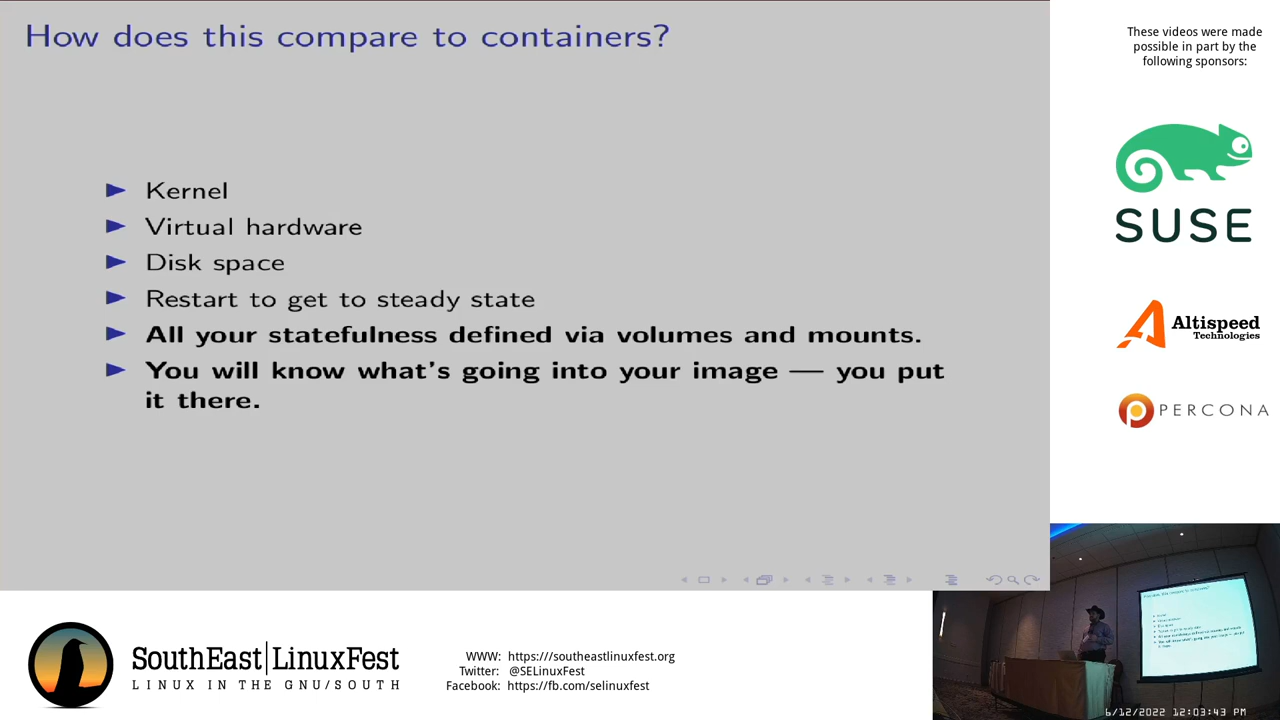 How does this compare to containers?
Kernel
Virtual hardware
Disk space
Restart to get to steady state
All your statefulness defined via volumes and mounts.
You will know what's going into your image — you put
it there.
These videos were made
possible in part by the
following sponsors:
SUSE
Altispeed
Technologies
PERCONA
SouthEast|LinuxFest
LINUX IN THE GNU/SOUTH
WWW: https://southeastlinuxfest.org
Twitter: @SELinuxFest
Facebook: https://fb.com/selinuxfest
6/12/2022 12:03:43 PM